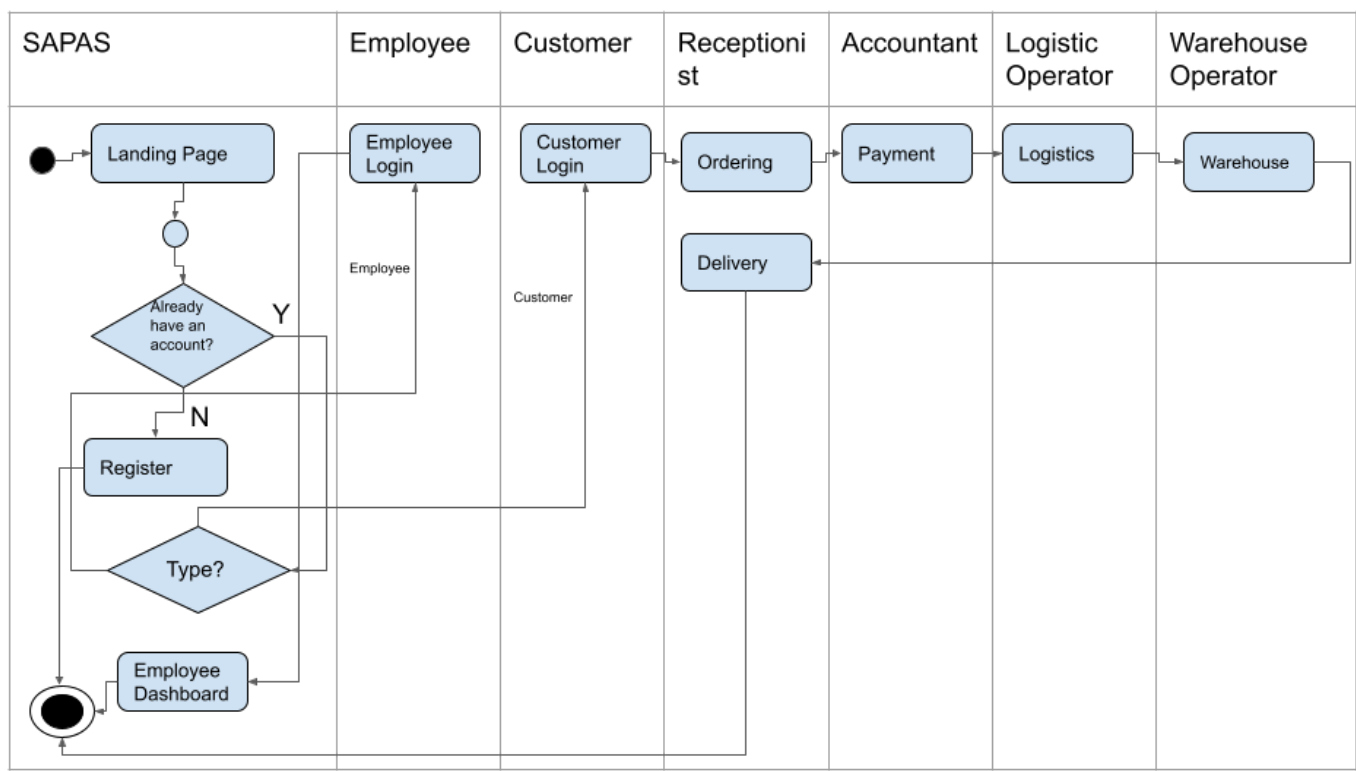 SAPAS
Employee
Customer
Receptioni
st
Accountant
Logistic
Operator
Warehouse
Operator
Landing Page
Employee
Login
Customer
Login
Ordering
Payment
Logistics
Warehouse
Delivery
Employee
Customer
Already
have an
account?
Y
N
Register
Type?
Employee
Dashboard